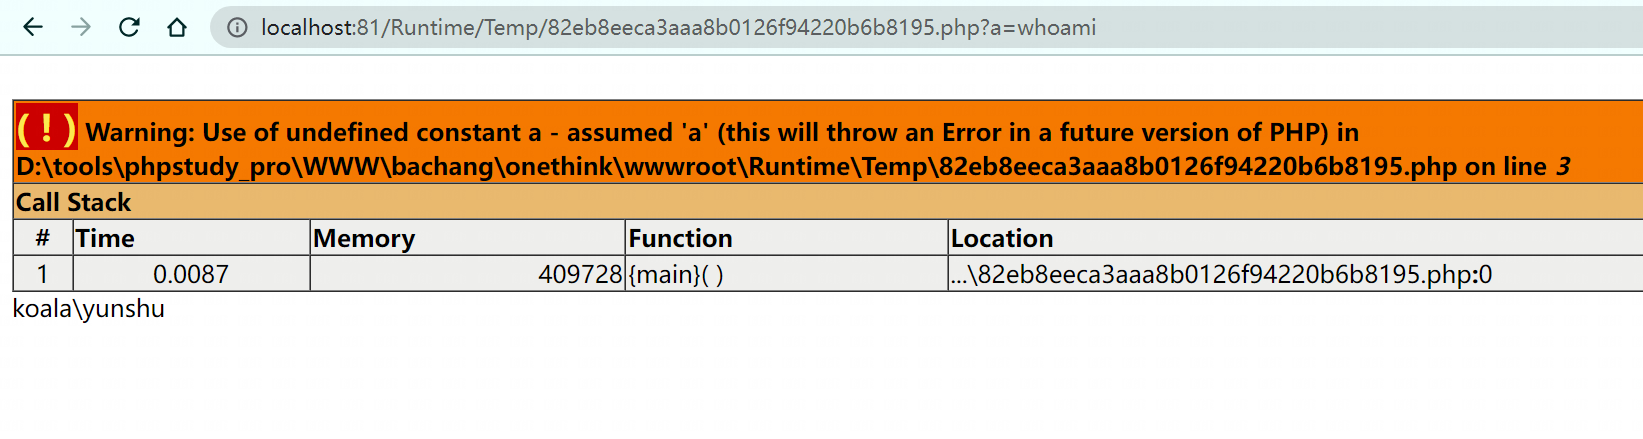 localhost:81/Runtime/Temp/82eb8eeca3aaa8b0126f94220b6b8195.php?a=whoami
( ! ) Warning: Use of undefined constant a - assumed 'a' (this will throw an Error in a future version of PHP) in
D:\tools\phpstudy_pro\WWW\bachang\onethink\wwwroot\Runtime\Temp\82eb8eeca3aaa8b0126f94220b6b8195.php on line 3
Call Stack
# Time Memory Function Location
1 0.0087 409728 {main}( ) ...\82eb8eeca3aaa8b0126f94220b6b8195.php:0
koala\yunshu